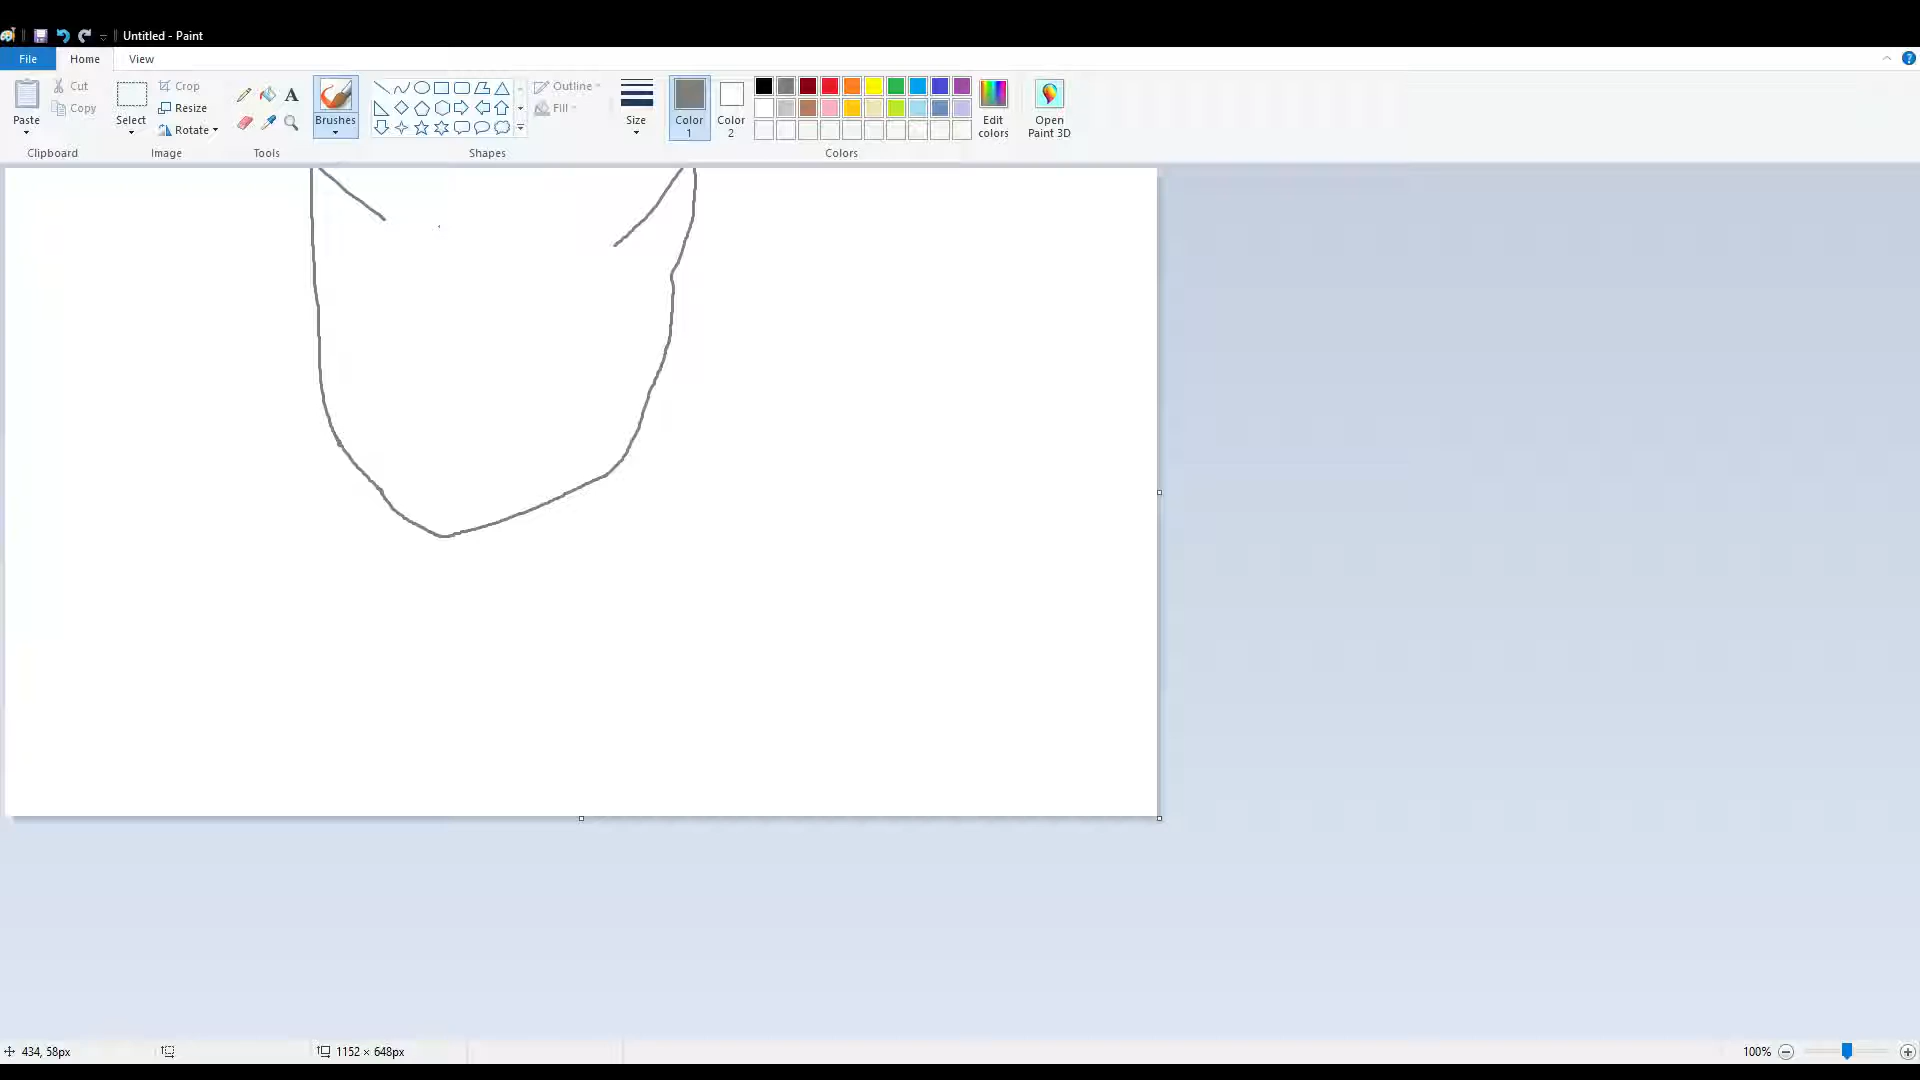 Untitled - Paint
File Home View
Paste
Cut
Copy
Clipboard
Select
Crop
Resize
Rotate
Image
A
Tools
Brushes
Shapes
Outline
Fill
Size
Color 1
Color 2
Edit colors
Colors
Open Paint 3D
434, 58px
1152 × 648px
100%